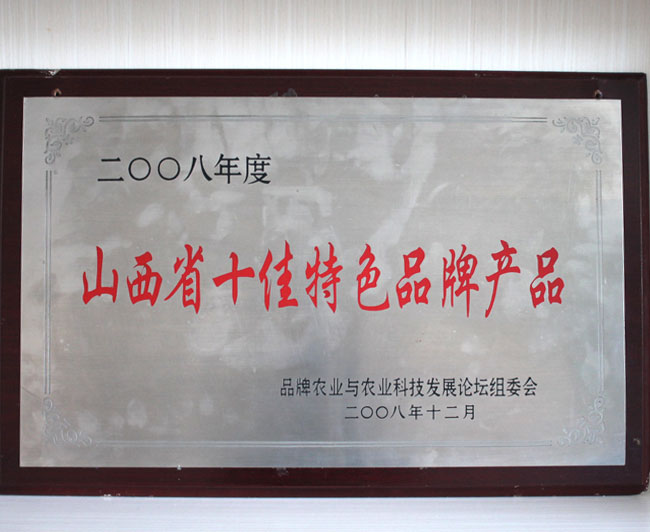 二〇〇八年度
山西省十佳特色品牌产品
品牌农业与农业科技发展论坛组委会
二〇〇八年十二月